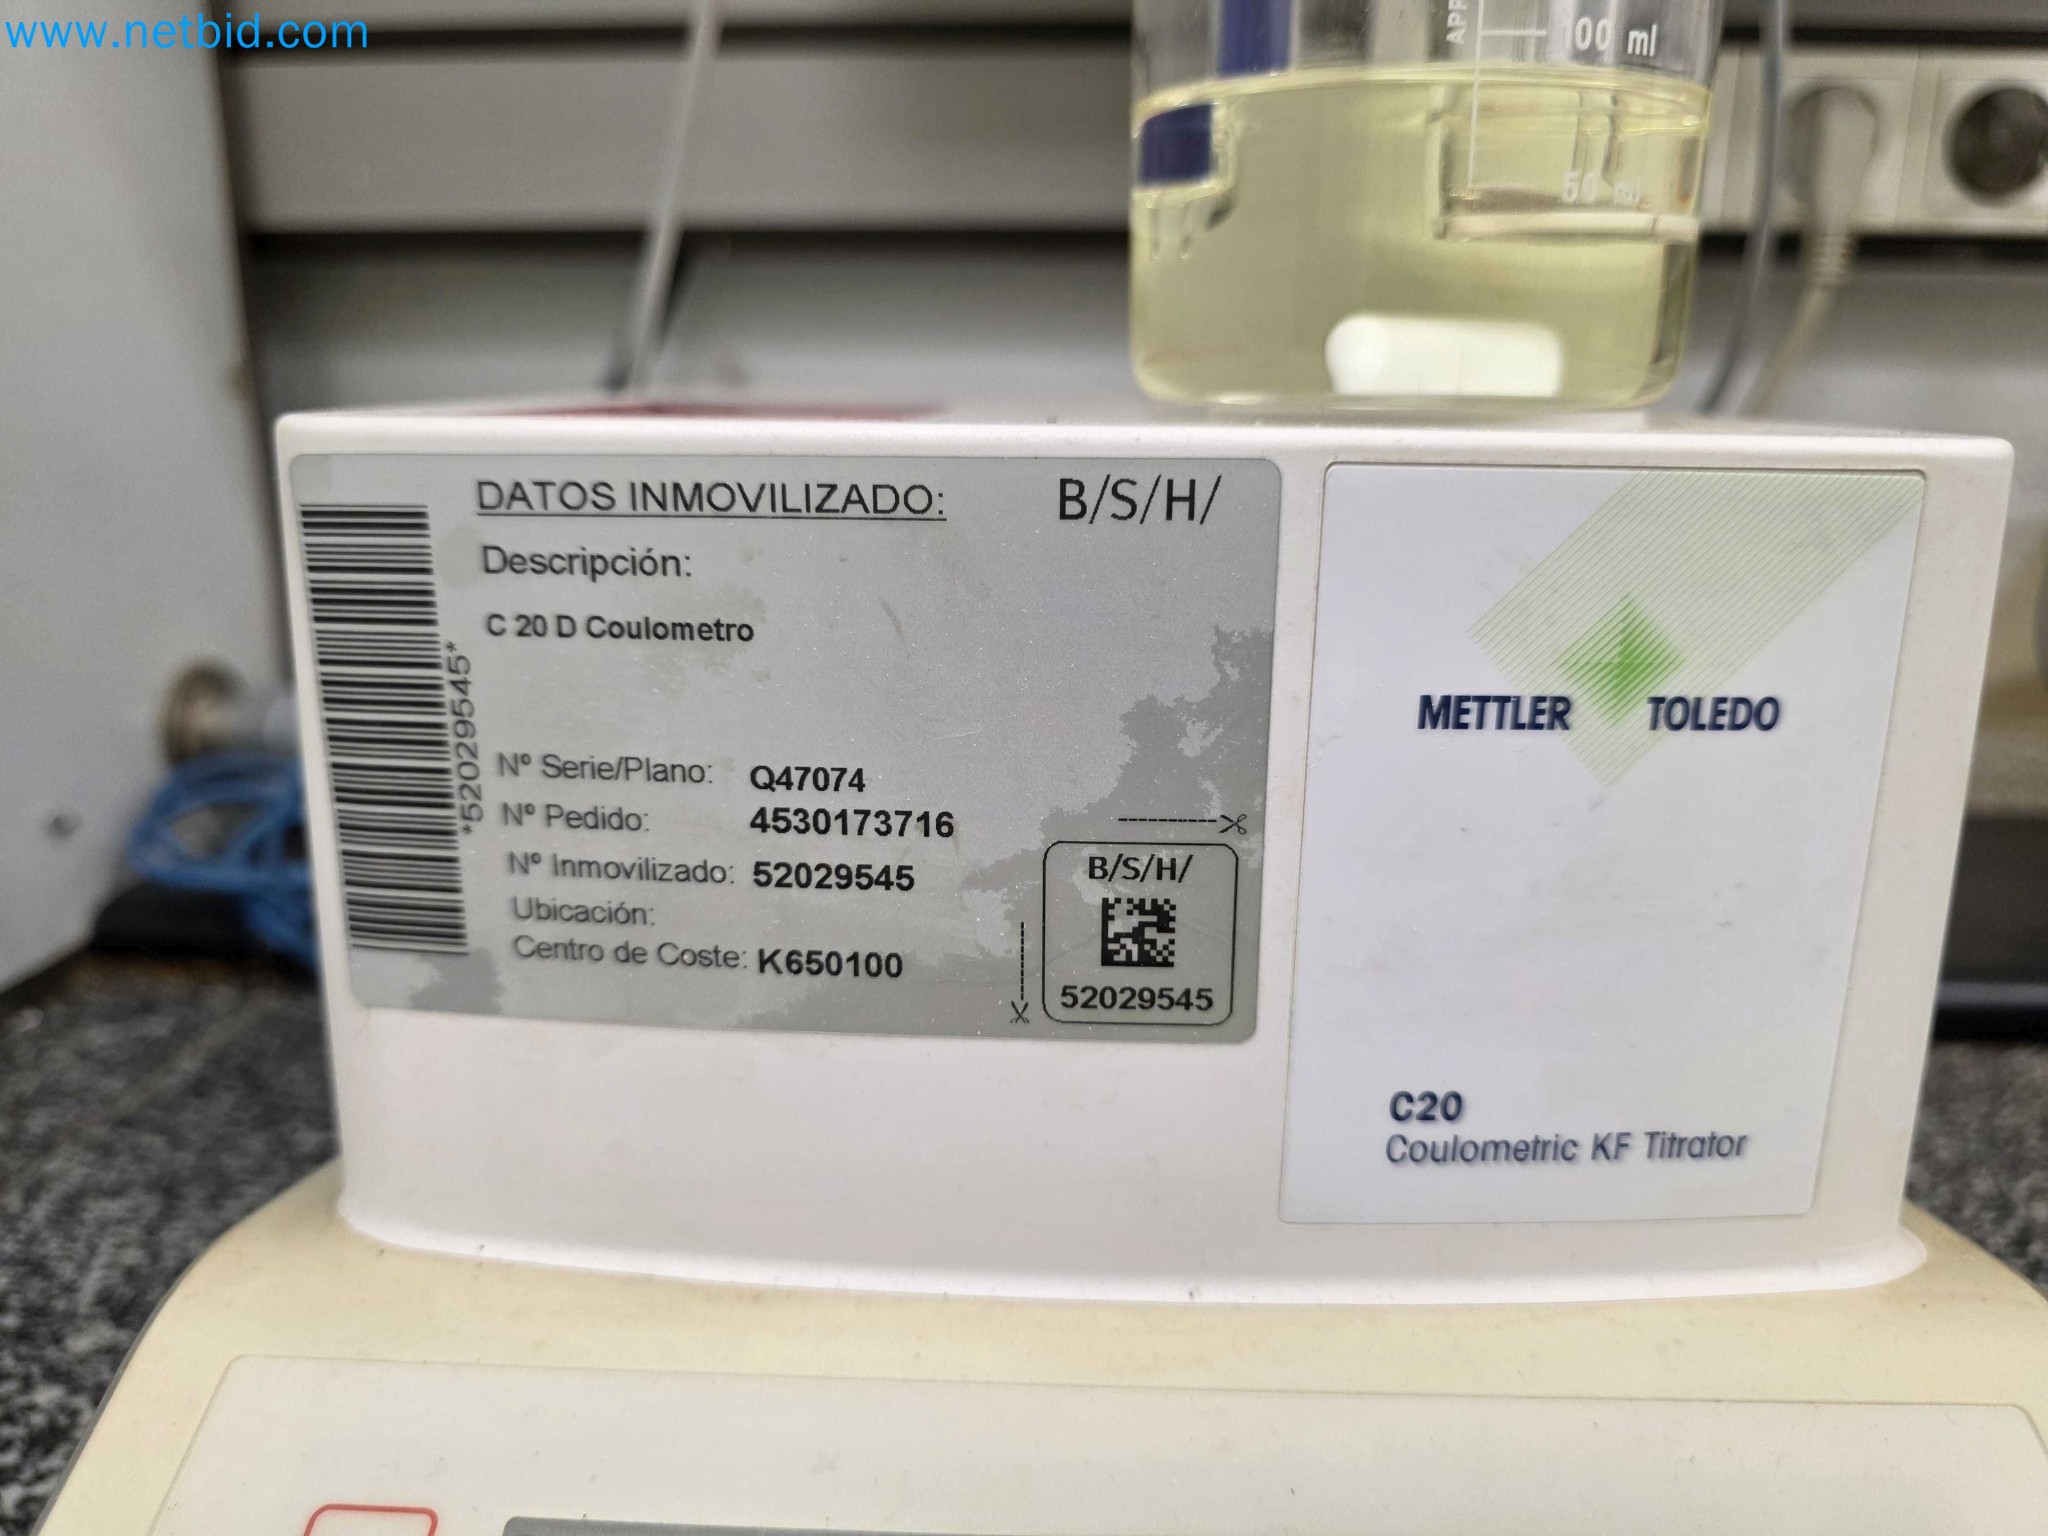 www.netbid.com
APP
100 ml
50 ml
DATOS INMOVILIZADO:
B/S/H/
Descripción:
C 20 D Coulometro
*52029545*
Nº Serie/Plano: Q47074
Nº Pedido: 4530173716
Nº Inmovilizado: 52029545
Ubicación:
Centro de Coste: K650100
B/S/H/
52029545
METTLER TOLEDO
C20
Coulometric KF Titrator